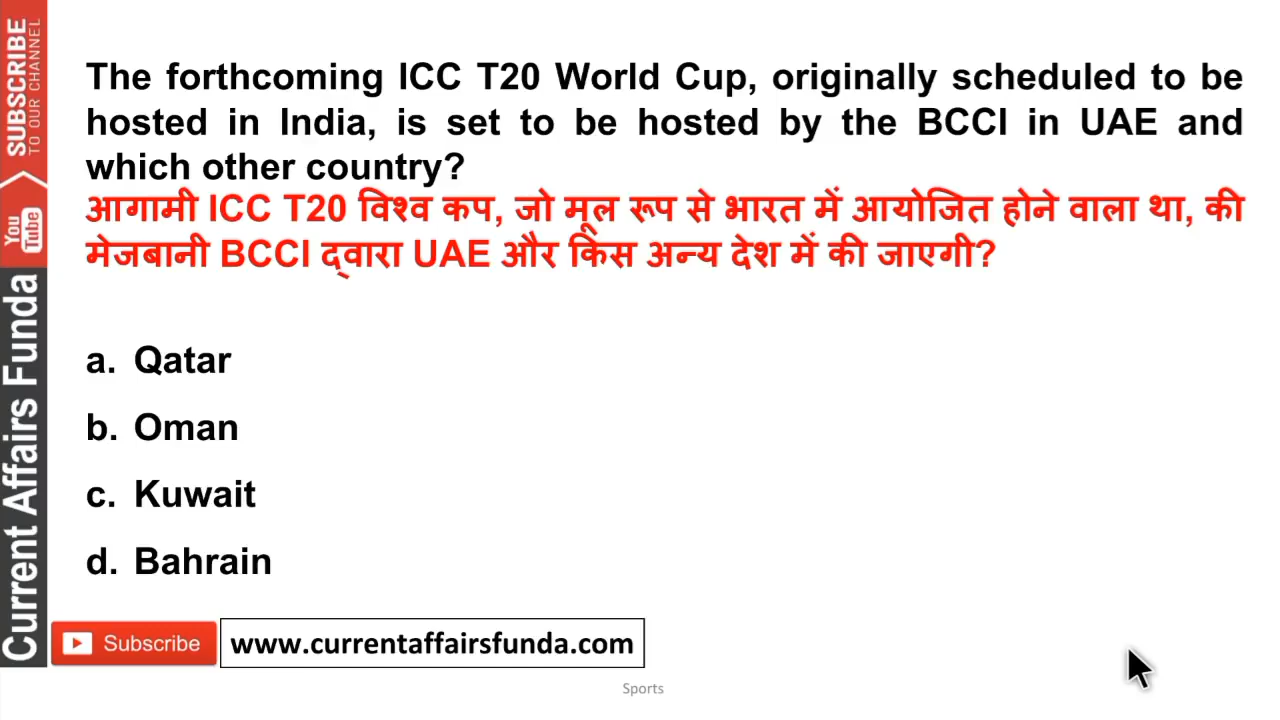 SUBSCRIBE
TO OUR CHANNEL
You
Tube
Current Affairs Funda
The forthcoming ICC T20 World Cup, originally scheduled to be
hosted in India, is set to be hosted by the BCCI in UAE and
which other country?
आगामी ICC T20 विश्व कप, जो मूल रूप से भारत में आयोजित होने वाला था, की
मेजबानी BCCI द्वारा UAE और किस अन्य देश में की जाएगी?
a. Qatar
b. Oman
c. Kuwait
d. Bahrain
Subscribe
www.currentaffairsfunda.com
Sports